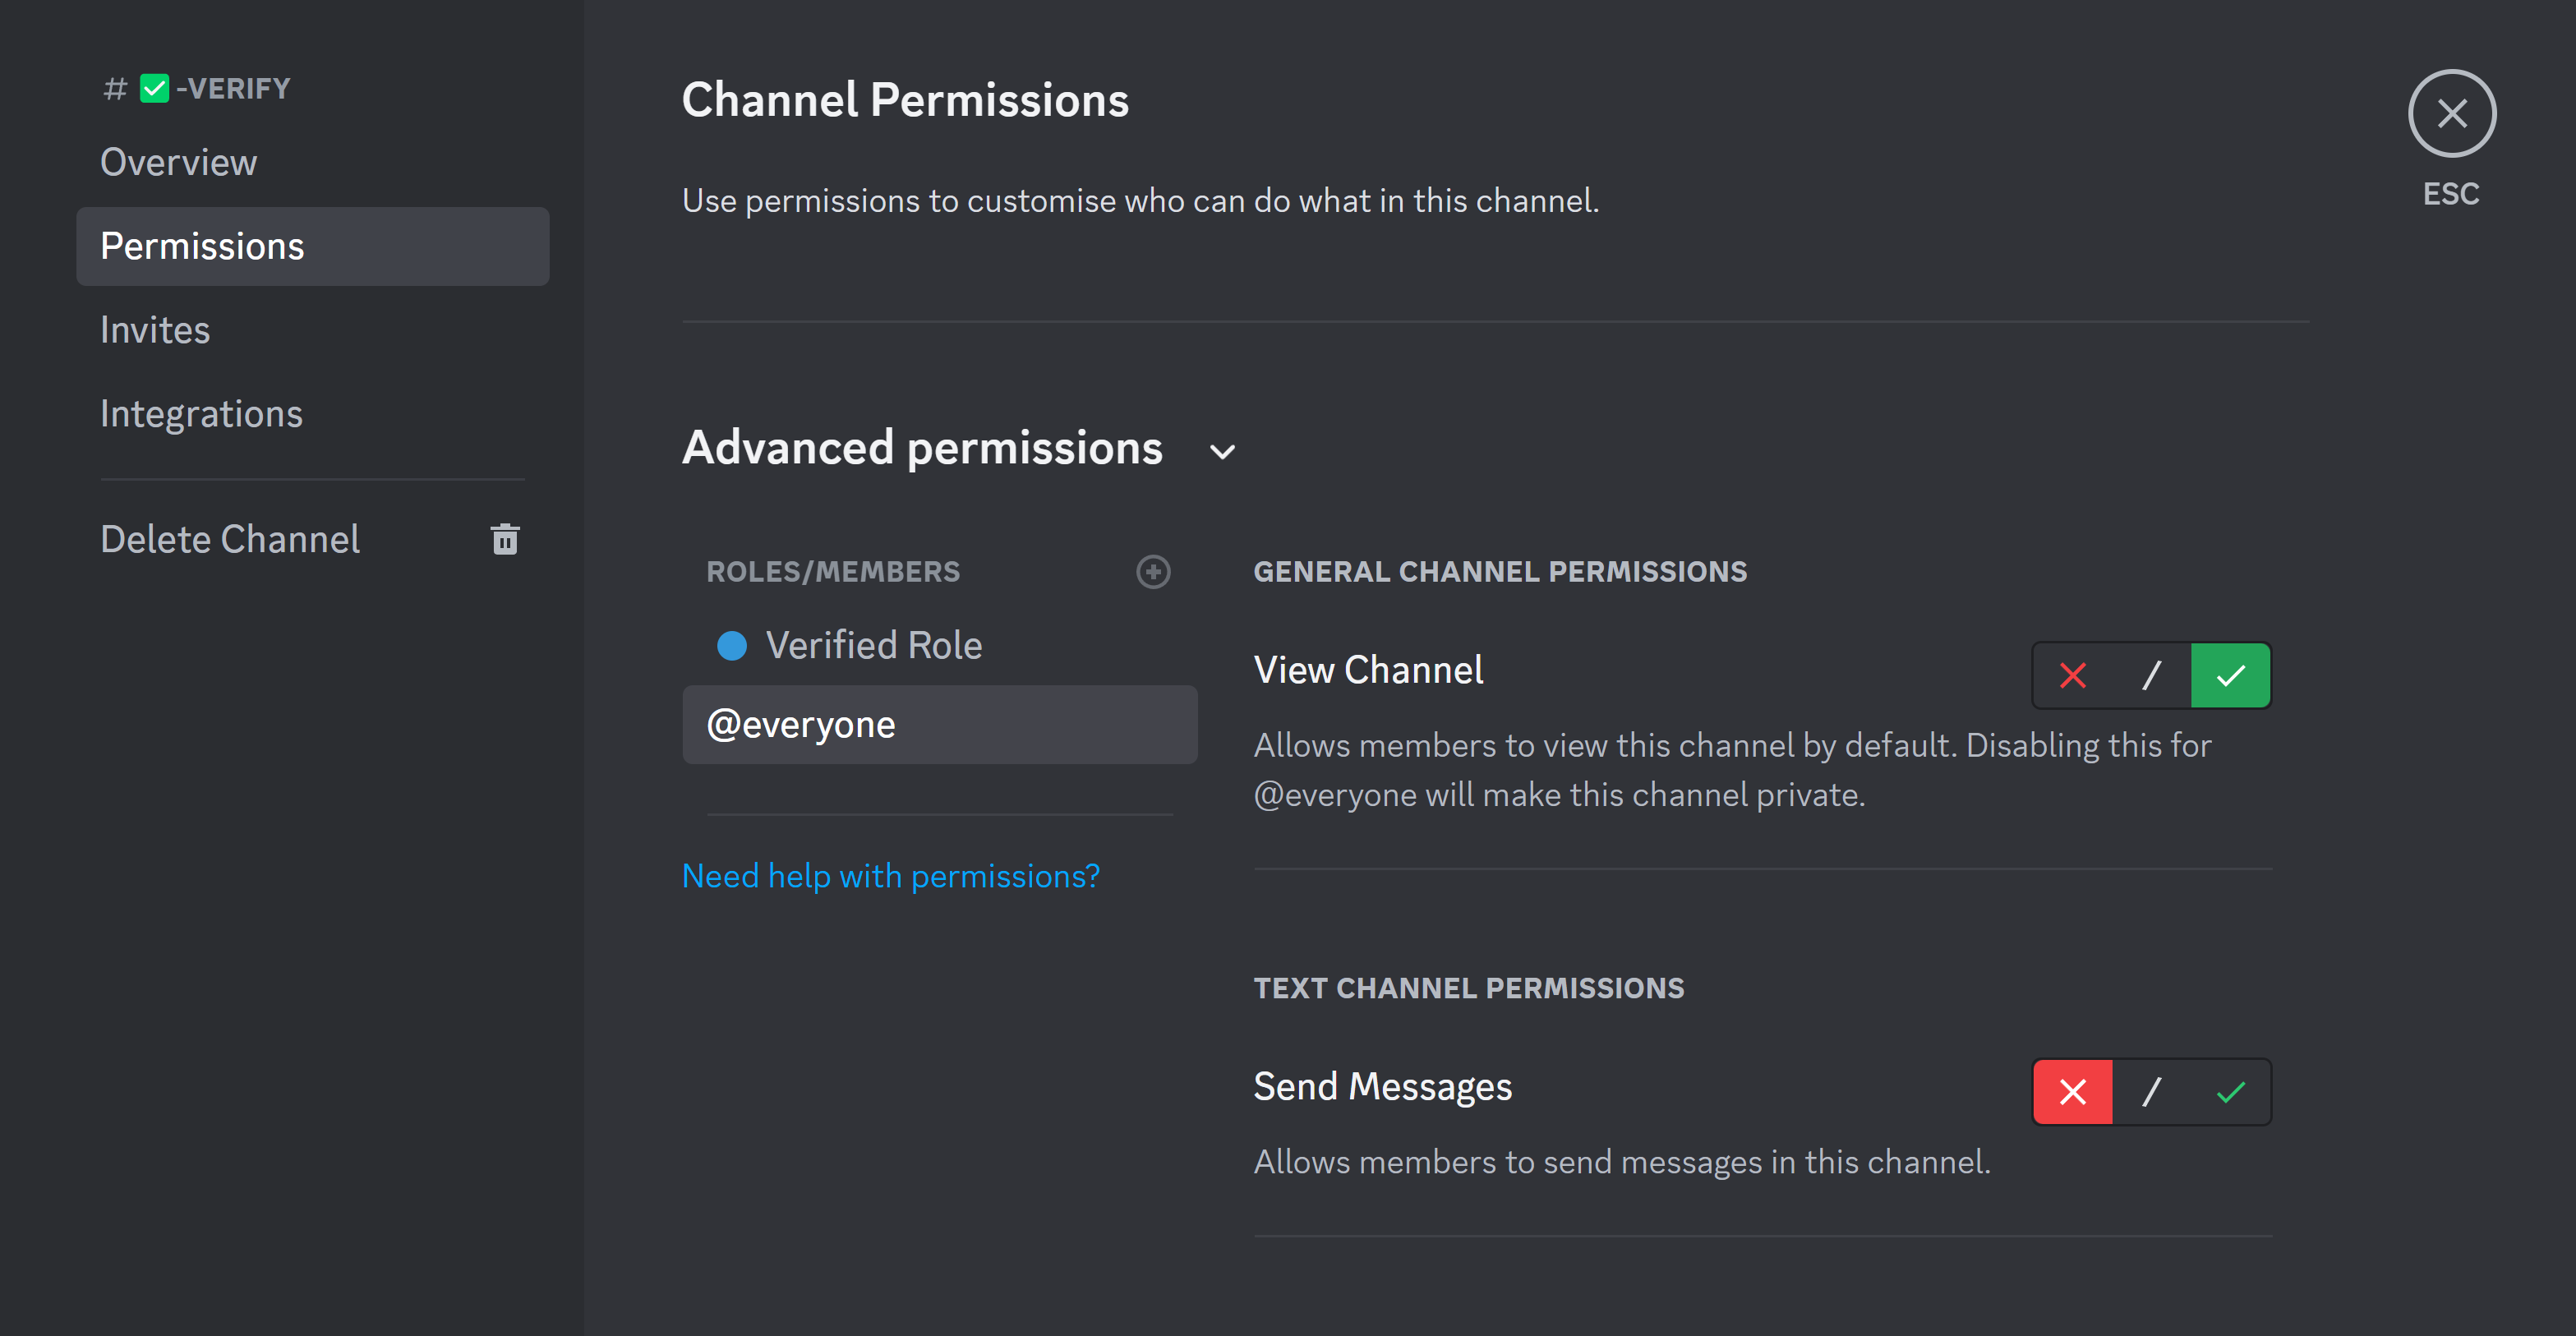 # ✅-VERIFY
Overview
Permissions
Invites
Integrations
Delete Channel
Channel Permissions
Use permissions to customise who can do what in this channel.
ESC
Advanced permissions
ROLES/MEMBERS
Verified Role
@everyone
Need help with permissions?
GENERAL CHANNEL PERMISSIONS
View Channel
/
Allows members to view this channel by default. Disabling this for
@everyone will make this channel private.
TEXT CHANNEL PERMISSIONS
Send Messages
/
Allows members to send messages in this channel.